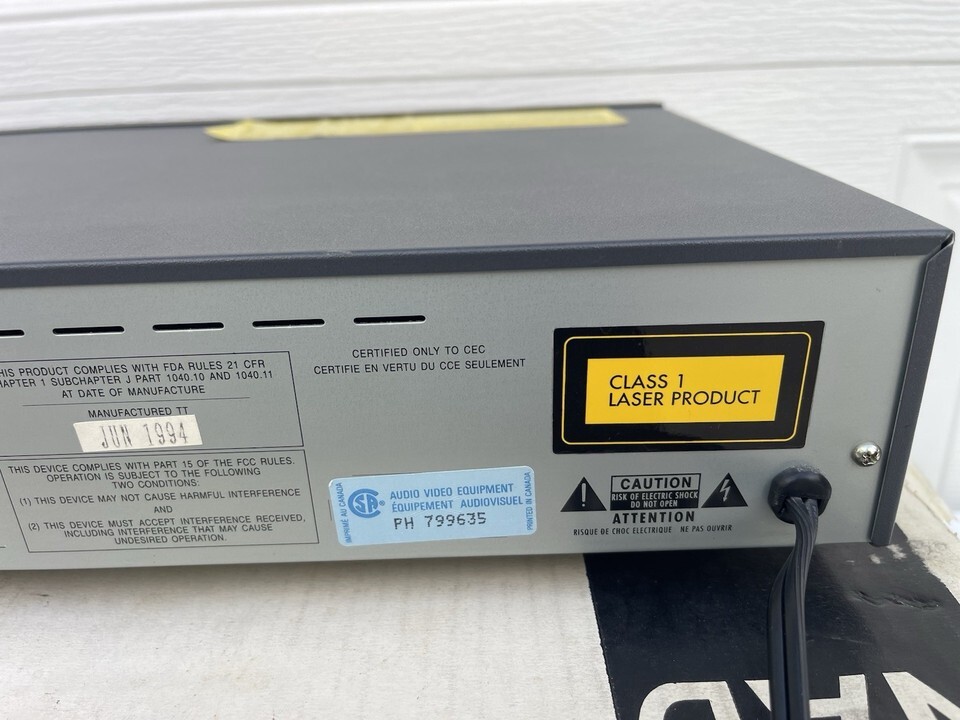 THIS PRODUCT COMPLIES WITH FDA RULES 21 CFR
CHAPTER 1 SUBCHAPTER J PART 1040.10 AND 1040.11
AT DATE OF MANUFACTURE
MANUFACTURED TT
JUN 1994
THIS DEVICE COMPLIES WITH PART 15 OF THE FCC RULES.
OPERATION IS SUBJECT TO THE FOLLOWING
TWO CONDITIONS:
(1) THIS DEVICE MAY NOT CAUSE HARMFUL INTERFERENCE
AND
(2) THIS DEVICE MUST ACCEPT INTERFERENCE RECEIVED,
INCLUDING INTERFERENCE THAT MAY CAUSE
UNDESIRED OPERATION.
CERTIFIED ONLY TO CEC
CERTIFIE EN VERTU DU CCE SEULEMENT
IMPRIMÉ AU CANADA
AUDIO VIDEO EQUIPMENT
ÉQUIPEMENT AUDIOVISUEL
PH 799635
PRINTED IN CANADA
CLASS 1
LASER PRODUCT
CAUTION
RISK OF ELECTRIC SHOCK
DO NOT OPEN
ATTENTION
RISQUE DE CHOC ELECTRIQUE NE PAS OUVRIR